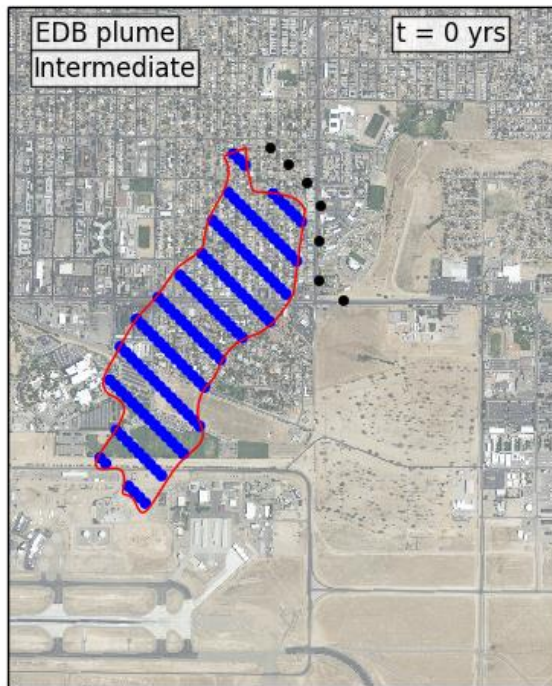 EDB plume
t = 0 yrs
Intermediate